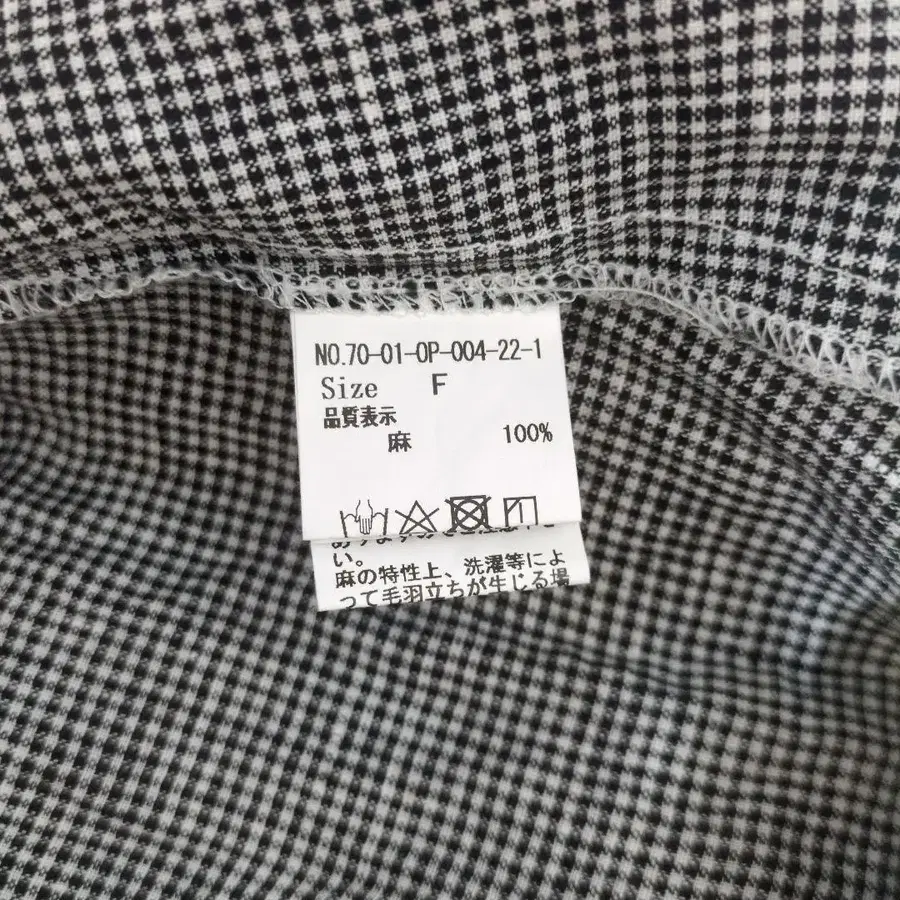 NO.70-01-OP-004-22-1
Size F
品質表示
麻 100%
い。
麻の特性上、洗濯等によ
って毛羽立ちが生じる場